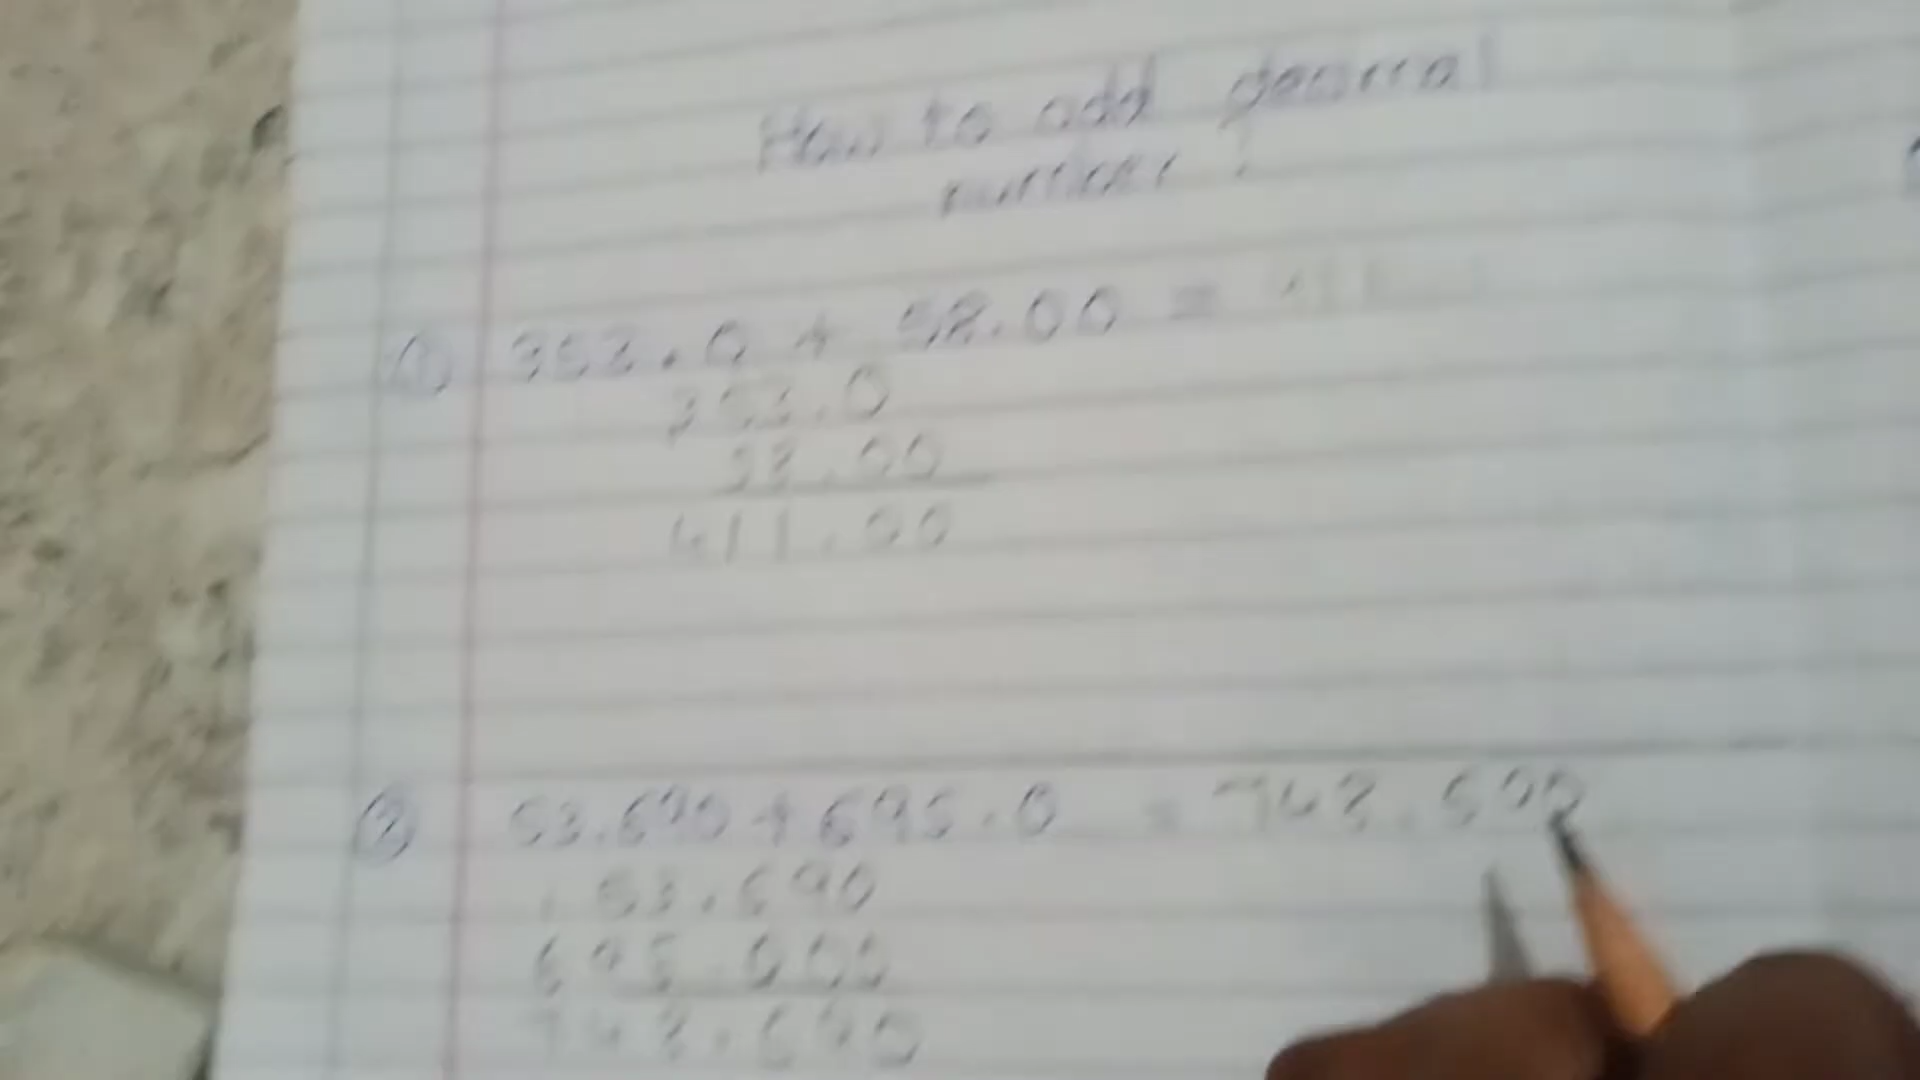 How to add decimal
number ?
① 353.0 + 58.00 = 411
353.0
58.00
411.00
② 53.690 + 695.0 = 748.690
53.690
695.000
748.690